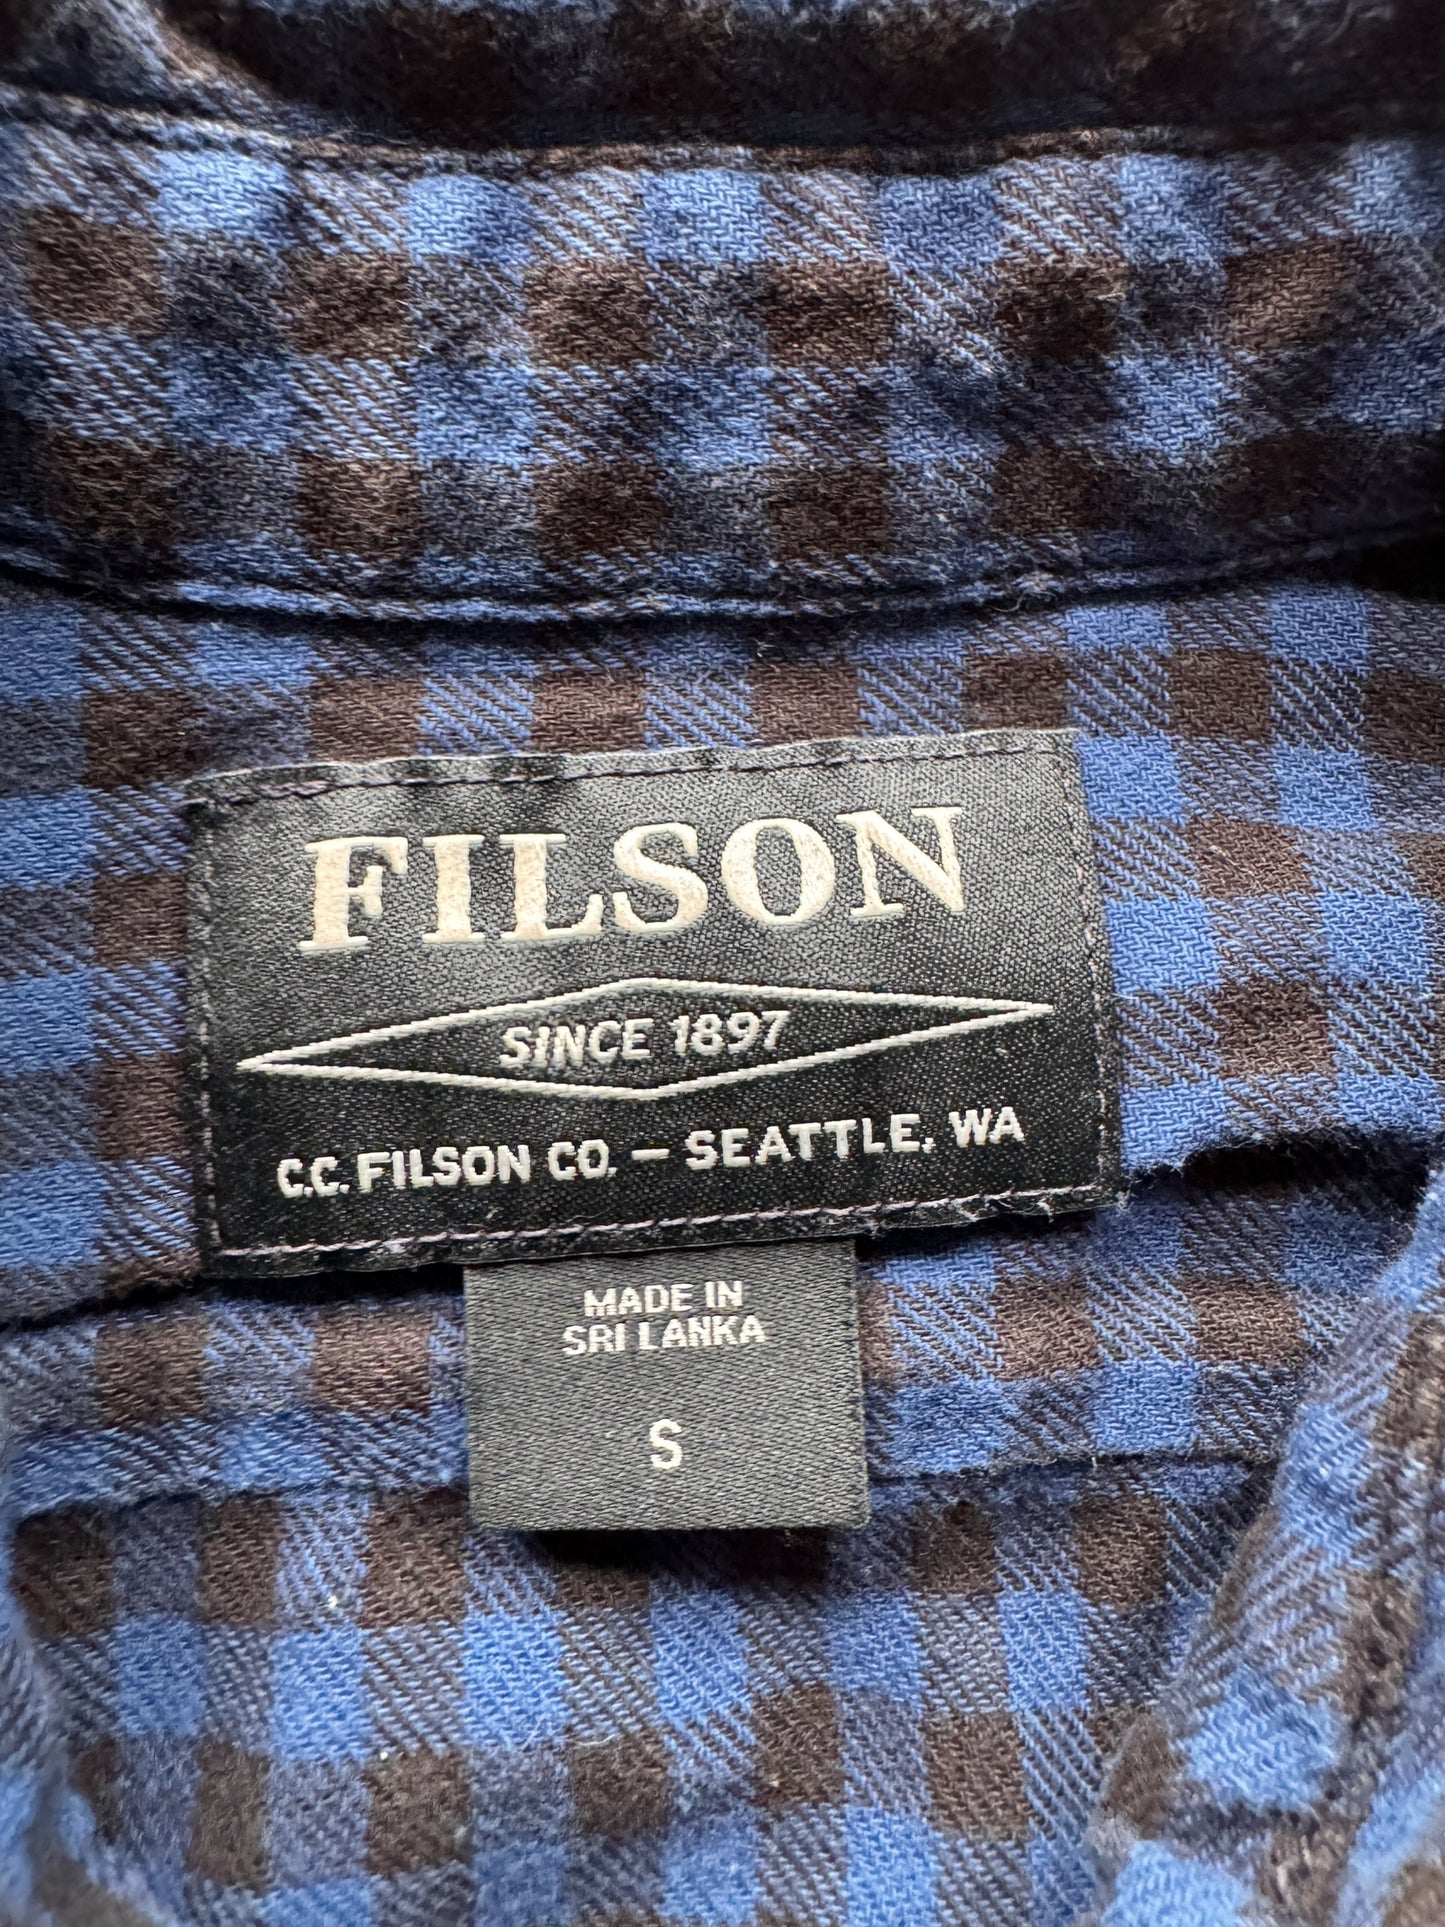 FILSON
SINCE 1897
C.C. FILSON CO. – SEATTLE, WA
MADE IN
SRI LANKA
S